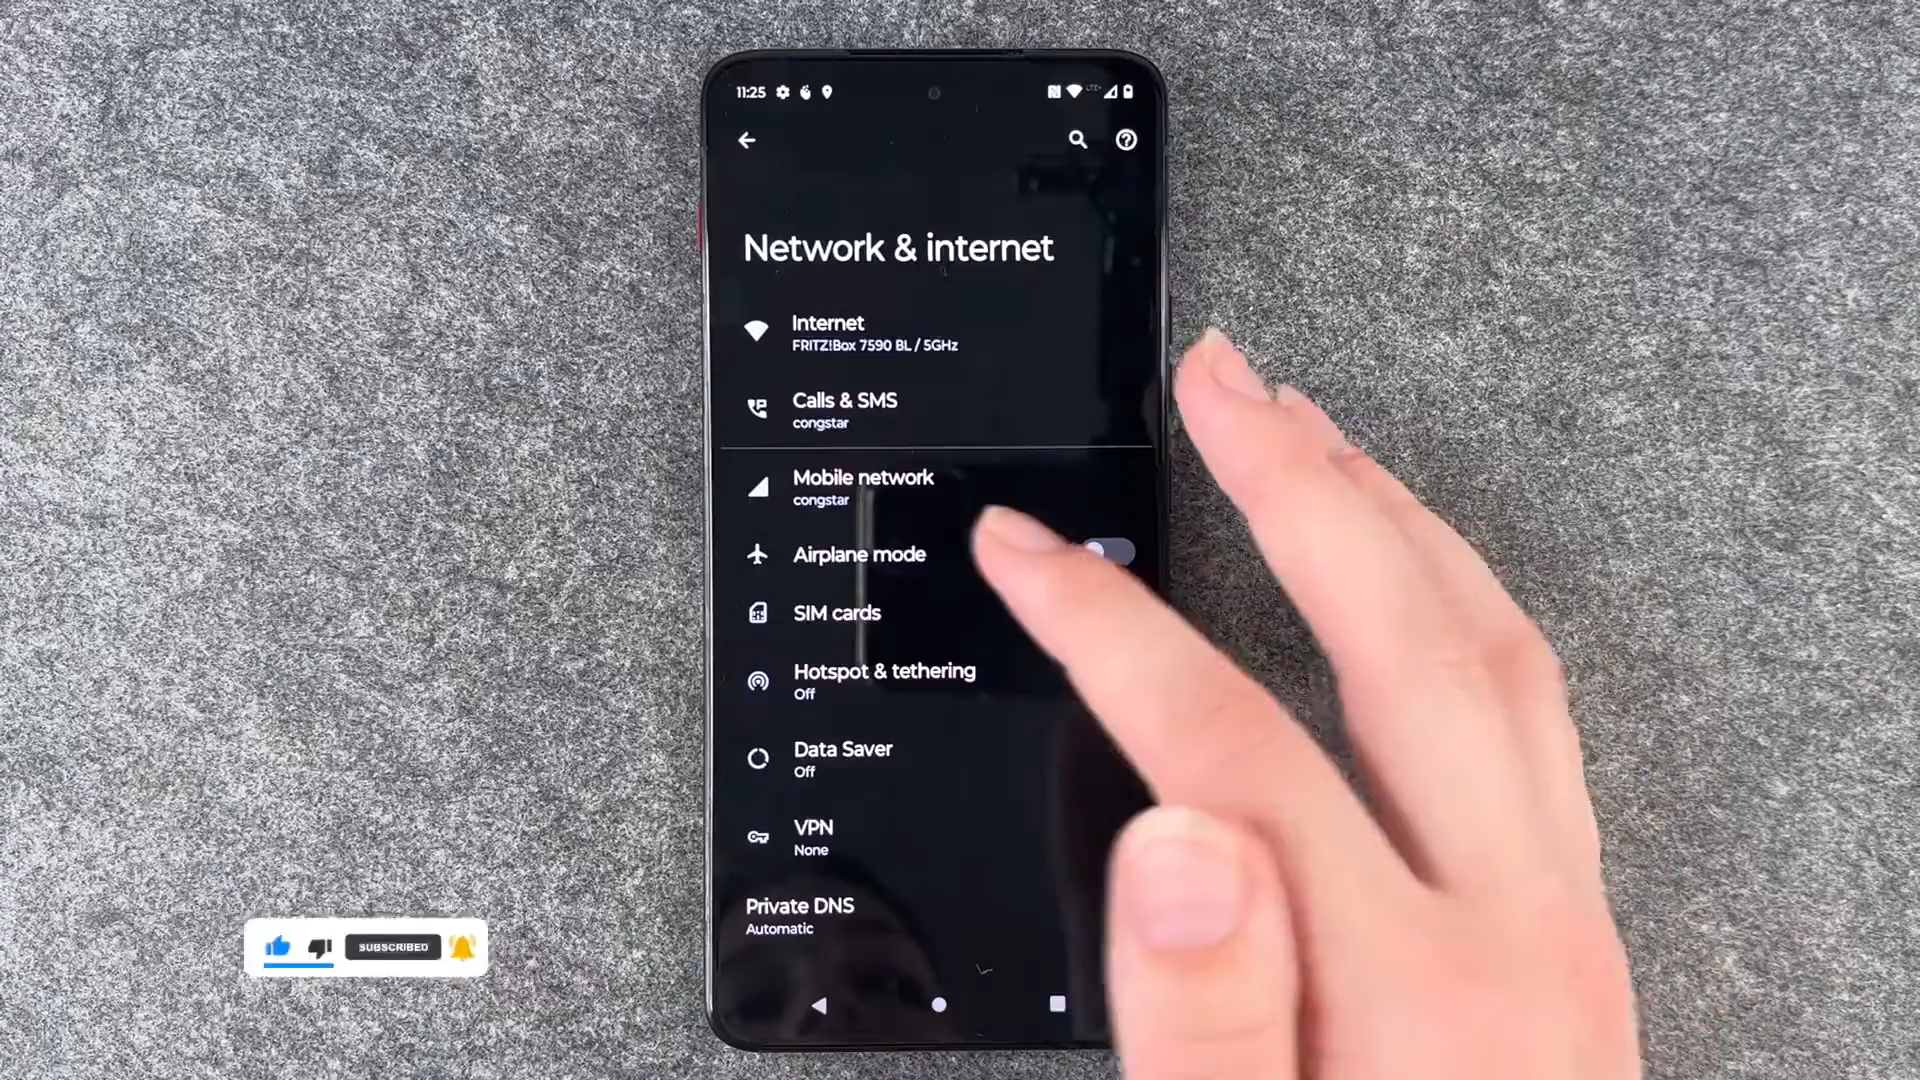 11:25
LTE+
Network & internet
Internet
FRITZ!Box 7590 BL / 5GHz
Calls & SMS
congstar
Mobile network
congstar
Airplane mode
SIM cards
Hotspot & tethering
Off
Data Saver
Off
VPN
None
Private DNS
Automatic
SUBSCRIBED